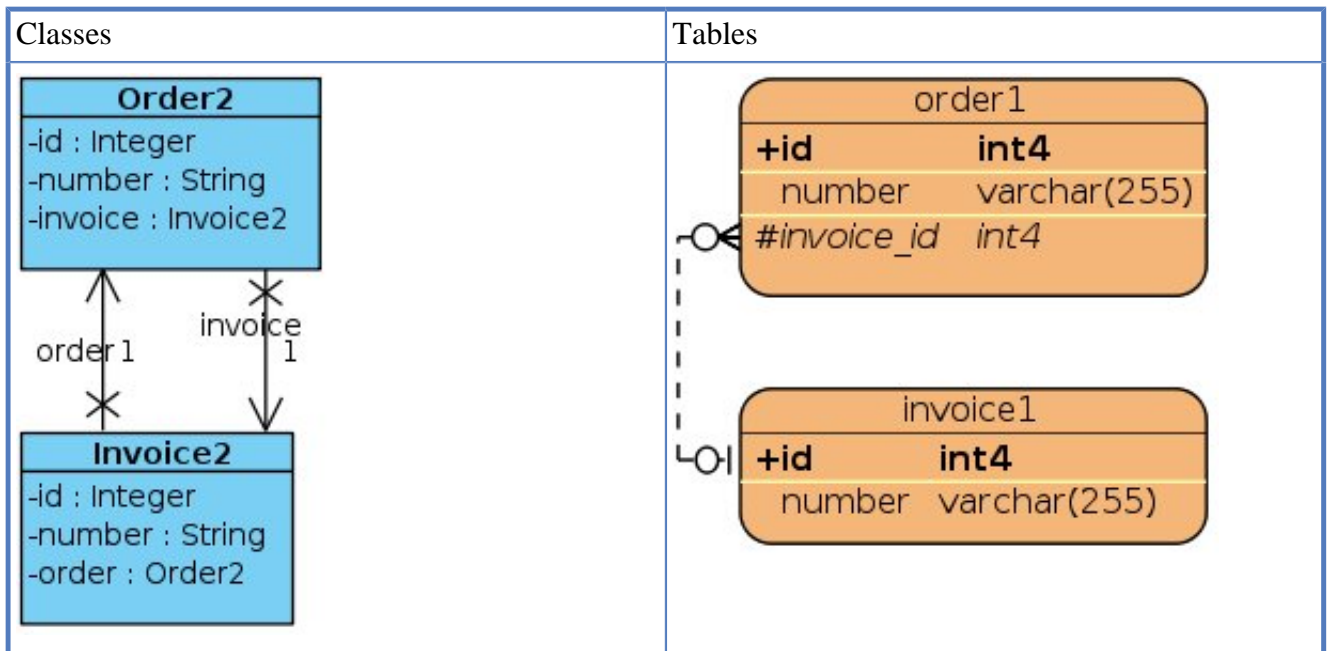 Classes
Tables
Order2
-id : Integer
-number : String
-invoice : Invoice2
invoice
order 1
1
Invoice2
-id : Integer
-number : String
-order : Order2
order1
+id int4
number varchar(255)
#invoice_id int4
invoice1
+id int4
number varchar(255)